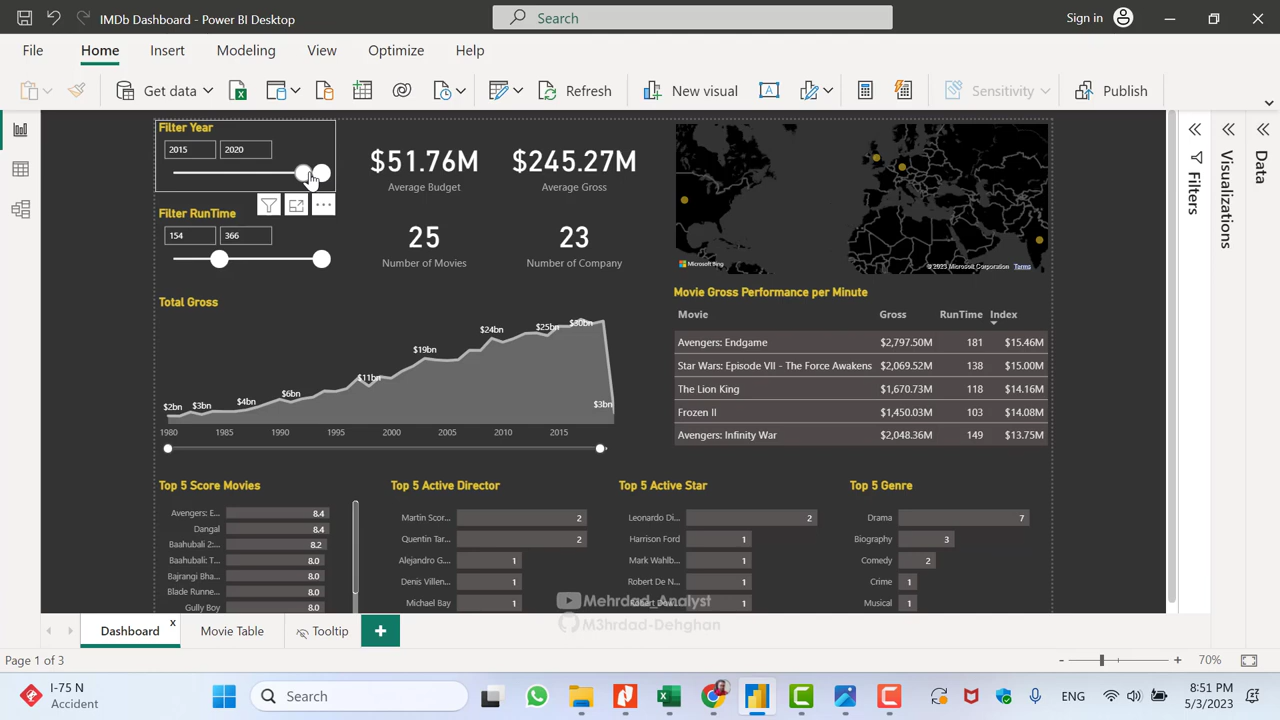 IMDb Dashboard - Power BI Desktop
Search
Sign in
File
Home
Insert
Modeling
View
Optimize
Help
Get data
Refresh
New visual
Sensitivity
Publish
Filter Year
2015
2020
Filter RunTime
154
366
$51.76M
Average Budget
$245.27M
Average Gross
25
Number of Movies
23
Number of Company
Microsoft Bing
© 2023 Microsoft Corporation Terms
Filters
Visualizations
Data
Total Gross
$2bn
$3bn
$4bn
$6bn
$11bn
$19bn
$24bn
$25bn
$30bn
$3bn
1980
1985
1990
1995
2000
2005
2010
2015
Movie Gross Performance per Minute
Movie Gross RunTime Index
Avengers: Endgame $2,797.50M 181 $15.46M
Star Wars: Episode VII - The Force Awakens $2,069.52M 138 $15.00M
The Lion King $1,670.73M 118 $14.16M
Frozen II $1,450.03M 103 $14.08M
Avengers: Infinity War $2,048.36M 149 $13.75M
Top 5 Score Movies
Avengers: E... 8.4
Dangal 8.4
Baahubali 2:... 8.2
Baahubali: T... 8.0
Bajrangi Bha... 8.0
Blade Runne... 8.0
Gully Boy 8.0
Top 5 Active Director
Martin Scor... 2
Quentin Tar... 2
Alejandro G.... 1
Denis Villen... 1
Michael Bay 1
Top 5 Active Star
Leonardo Di... 2
Harrison Ford 1
Mark Wahlb... 1
Robert De N... 1
Robert Dow... 1
Top 5 Genre
Drama 7
Biography 3
Comedy 2
Crime 1
Musical 1
Mehrdad_Analyst
M3hrdad-Dehghan
Dashboard
Movie Table
Tooltip
Page 1 of 3
70%
I-75 N
Accident
Search
ENG
8:51 PM
5/3/2023